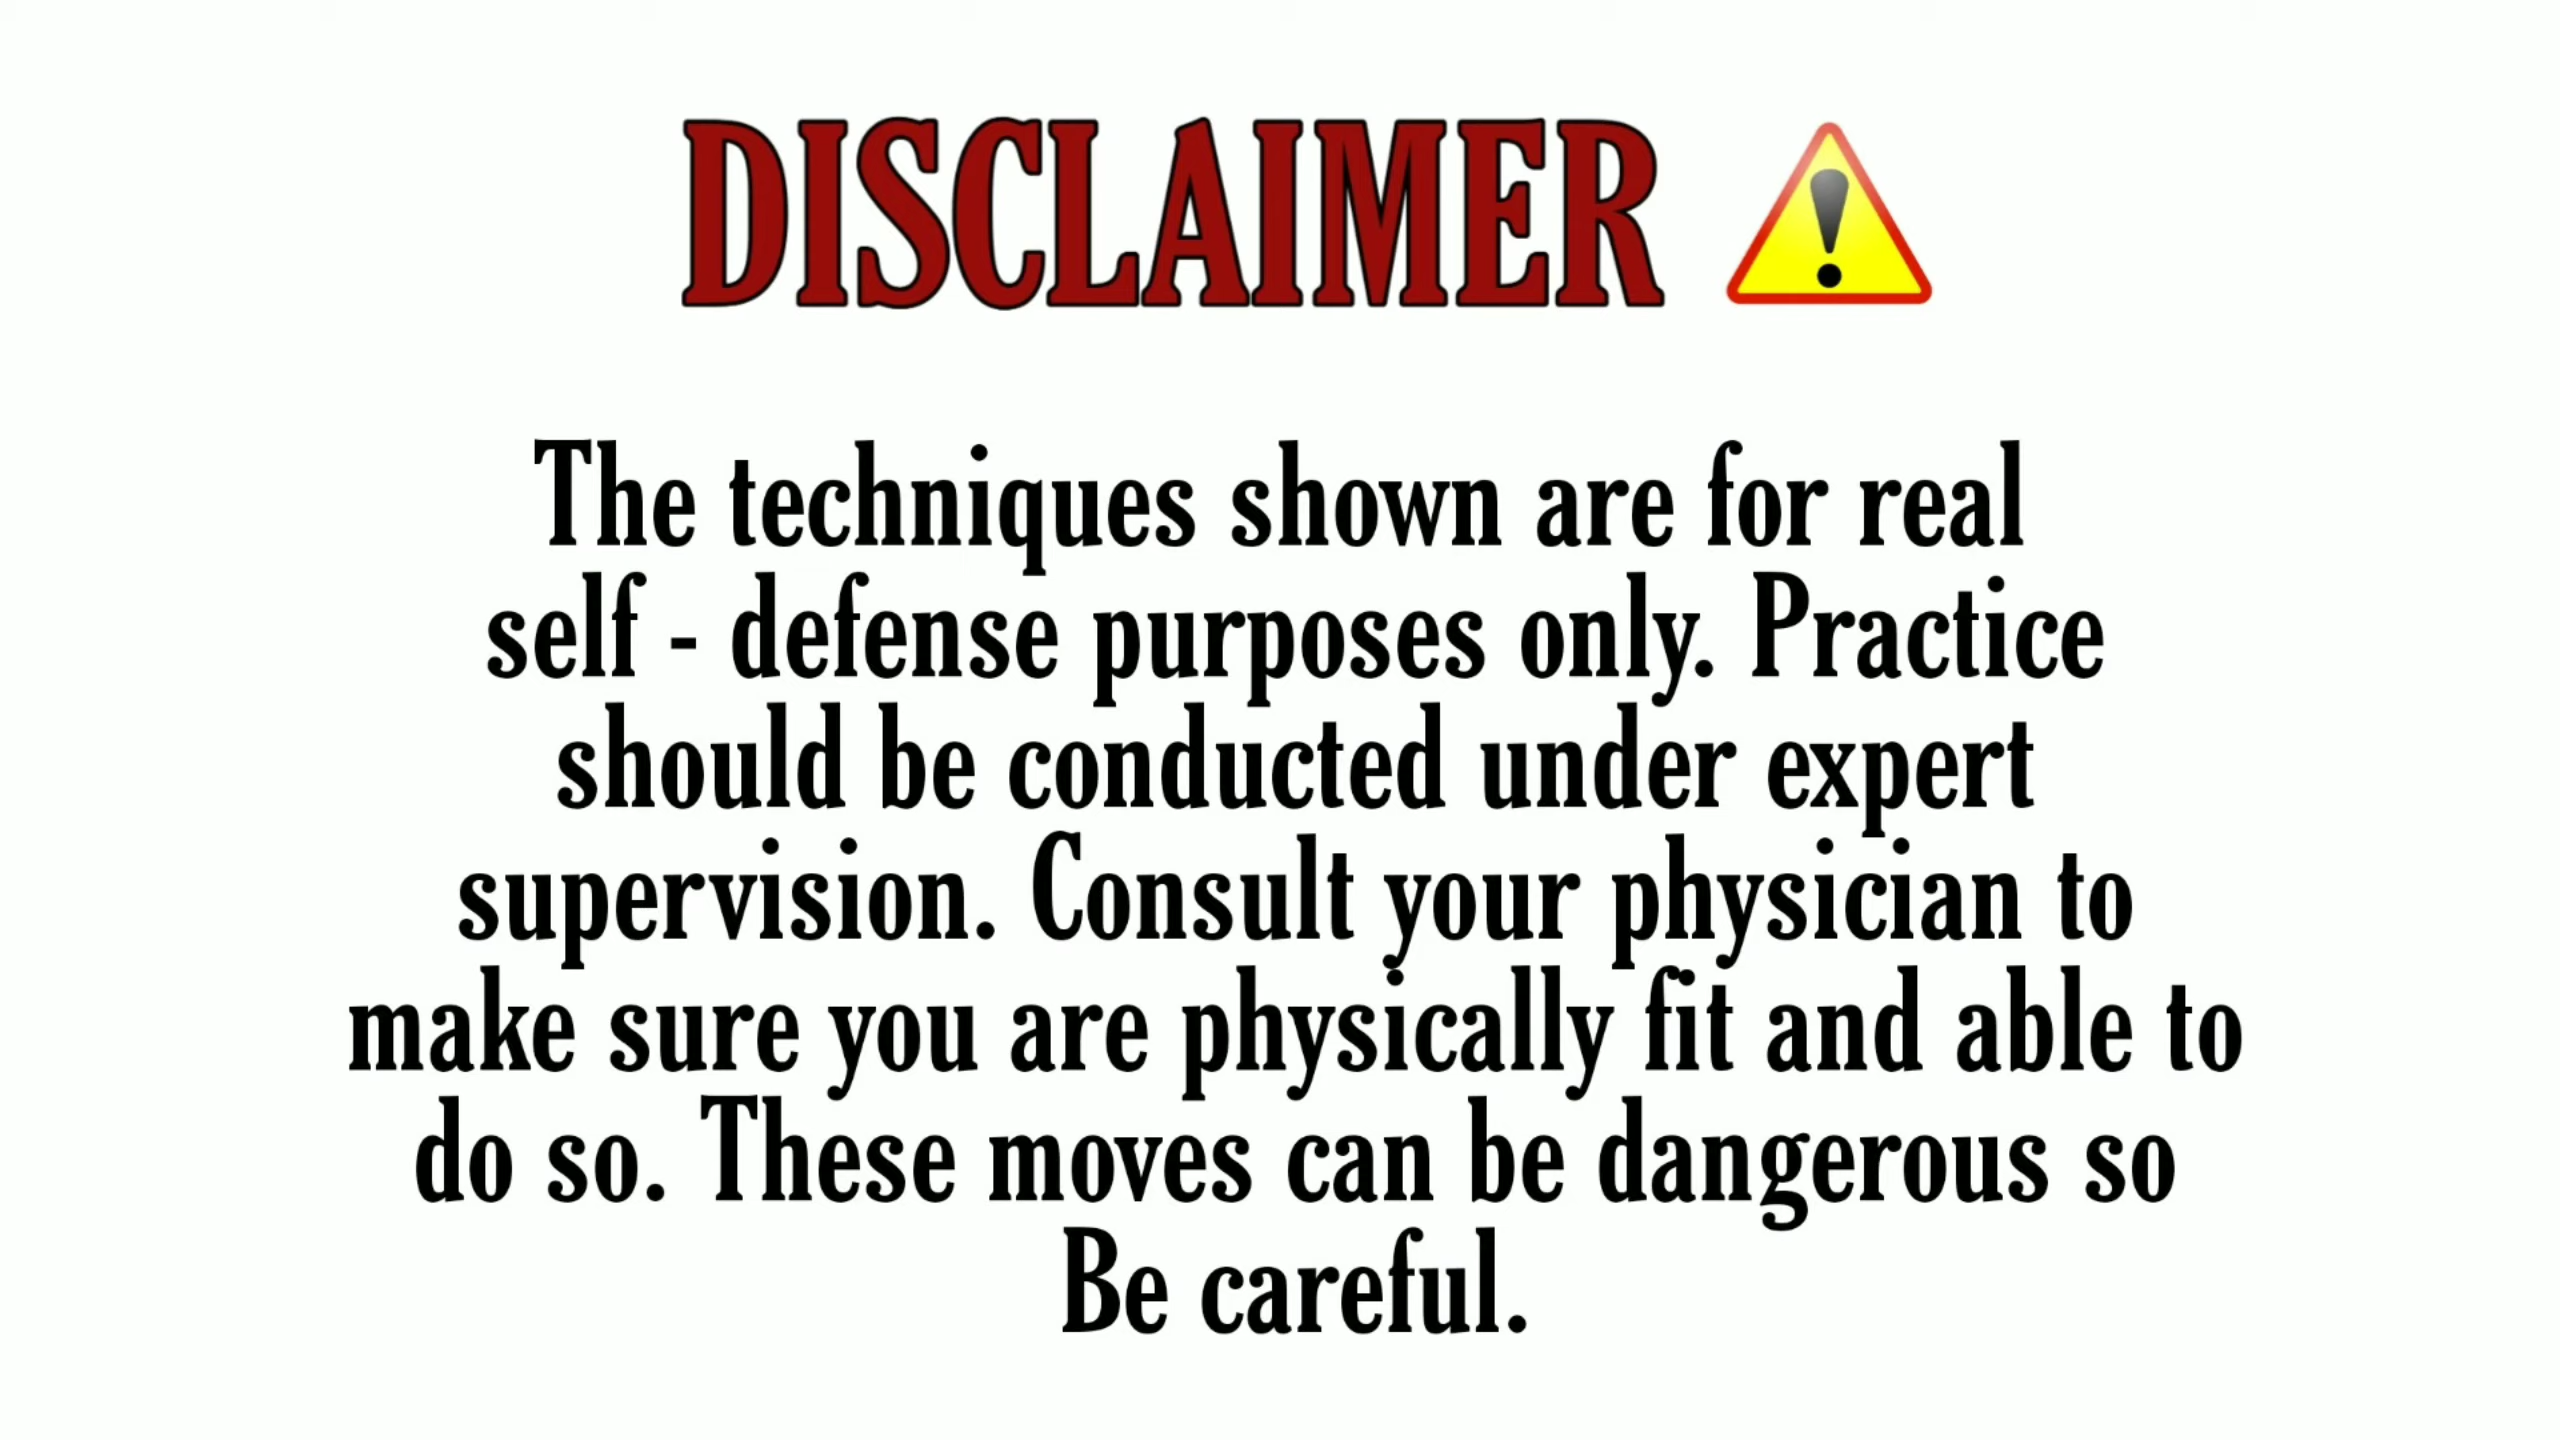 DISCLAIMER
The techniques shown are for real
self - defense purposes only. Practice
should be conducted under expert
supervision. Consult your physician to
make sure you are physically fit and able to
do so. These moves can be dangerous so
Be careful.